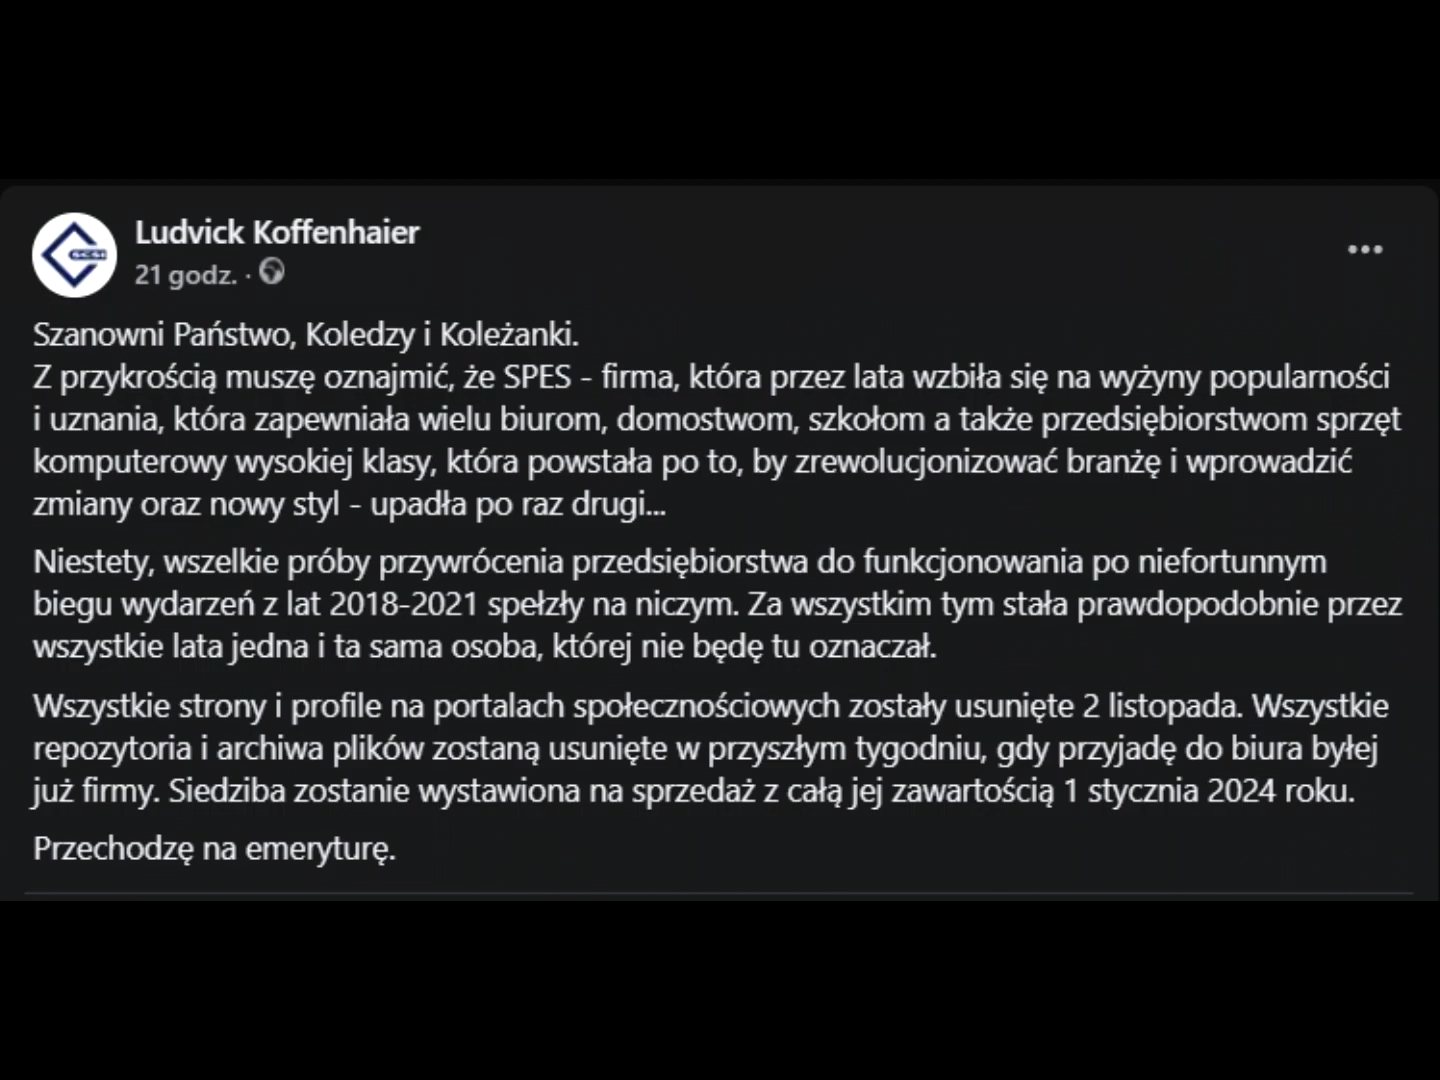 SCSI
Ludvick Koffenhaier
21 godz. ·
Szanowni Państwo, Koledzy i Koleżanki.
Z przykrością muszę oznajmić, że SPES - firma, która przez lata wzbiła się na wyżyny popularności
i uznania, która zapewniała wielu biurom, domostwom, szkołom a także przedsiębiorstwom sprzęt
komputerowy wysokiej klasy, która powstała po to, by zrewolucjonizować branżę i wprowadzić
zmiany oraz nowy styl - upadła po raz drugi...
Niestety, wszelkie próby przywrócenia przedsiębiorstwa do funkcjonowania po niefortunnym
biegu wydarzeń z lat 2018-2021 spełzły na niczym. Za wszystkim tym stała prawdopodobnie przez
wszystkie lata jedna i ta sama osoba, której nie będę tu oznaczał.
Wszystkie strony i profile na portalach społecznościowych zostały usunięte 2 listopada. Wszystkie
repozytoria i archiwa plików zostaną usunięte w przyszłym tygodniu, gdy przyjadę do biura byłej
już firmy. Siedziba zostanie wystawiona na sprzedaż z całą jej zawartością 1 stycznia 2024 roku.
Przechodzę na emeryturę.